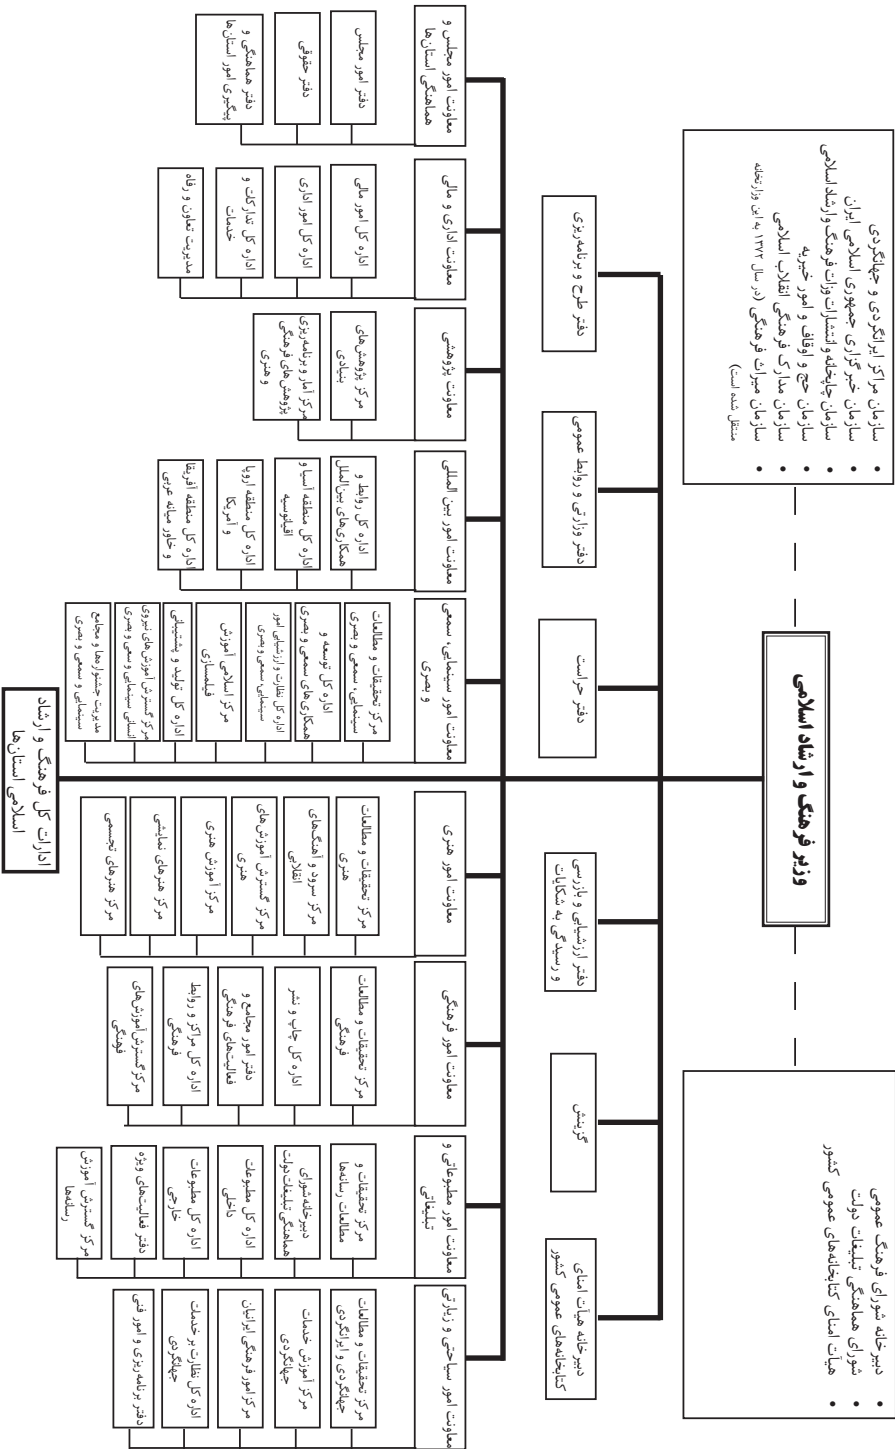 وزیر فرهنگ و ارشاد اسلامی
• سازمان مراکز ایرانگردی و جهانگردی
• سازمان خبرگزاری جمهوری اسلامی ایران
• سازمان چاپخانه و انتشارات وزات فرهنگ و ارشاد اسلامی
• سازمان حج و اوقاف و امور خیریه
• سازمان مدارک فرهنگی انقلاب اسلامی
• سازمان میراث فرهنگی (در سال ۱۳۷۲ به این وزارتخانه
منتقل شده است)
• دبیرخانه شورای فرهنگ عمومی
• شورای هماهنگی تبلیغات دولت
• هیأت امنای کتابخانه‌های عمومی کشور
دفتر طرح و برنامه‌ریزی
دفتر وزارتی و روابط عمومی
دفتر حراست
دفتر ارزشیابی و بازرسی
و رسیدگی به شکایات
گزینش
دبیرخانه هیأت امنای
کتابخانه‌های عمومی کشور
معاونت امور مجلس و
هماهنگی استان‌ها
دفتر امور مجلس
دفتر حقوقی
دفتر هماهنگی و
پیگیری امور استان‌ها
معاونت اداری و مالی
اداره کل امور مالی
اداره کل امور اداری
اداره کل تدارکات و
خدمات
مدیریت تعاون و رفاه
معاونت پژوهشی
مرکز پژوهش‌های
بنیادی
مرکز آمار و برنامه‌ریزی
پژوهش‌های فرهنگی
و هنری
معاونت امور بین المللی
اداره کل روابط و
همکاری‌های بین‌الملل
اداره کل منطقه آسیا و
اقیانوسیه
اداره کل منطقه اروپا
و آمریکا
اداره کل منطقه آفریقا
و خاور میانه عربی
معاونت امور سینمایی، سمعی
و بصری
مرکز تحقیقات و مطالعات
سینمایی، سمعی و بصری
اداره کل توسعه و
همکاری‌های سمعی و بصری
اداره کل نظارت و ارزشیابی امور
سینمایی، سمعی و بصری
مرکز اسلامی آموزش
فیلمسازی
اداره کل تولید و پشتیبانی
مرکز گسترش آموزش‌های نیروی
انسانی سینمایی و سعی و بصری
مدیریت جشنواره‌ها و مجامع
سینمایی و سمعی و بصری
معاونت امور هنری
مرکز تحقیقات و مطالعات
هنری
مرکز سرود و آهنگ‌های
انقلابی
مرکز گسترش آموزش‌های
هنری
مرکز آموزش هنری
مرکز هنرهای نمایشی
مرکز هنرهای تجسمی
معاونت امور فرهنگی
مرکز تحقیقات و مطالعات
فرهنگی
اداره کل چاپ و نشر
دفتر امور مجامع و
فعالیت‌های فرهنگی
اداره کل مراکز و روابط
فرهنگی
مرکز گسترش آموزش‌های
فرهنگی
معاونت امور مطبوعاتی و
تبلیغاتی
مرکز تحقیقات و
مطالعات رسانه‌ها
دبیرخانه شورای
هماهنگی تبلیغات دولت
اداره کل مطبوعات
داخلی
اداره کل مطبوعات
خارجی
دفتر فعالیت‌های ویژه
مرکز گسترش آموزش
رسانه‌ها
معاونت امور سیاحتی و زیارتی
مرکز تحقیقات و مطالعات
جهانگردی و ایرانگردی
مرکز آموزش خدمات
جهانگردی
مرکز امور فرهنگی ایرانیان
اداره کل نظارت بر خدمات
جهانگردی
دفتر برنامه‌ریزی و امور فنی
ادارات کل فرهنگ و ارشاد
اسلامی استان‌ها